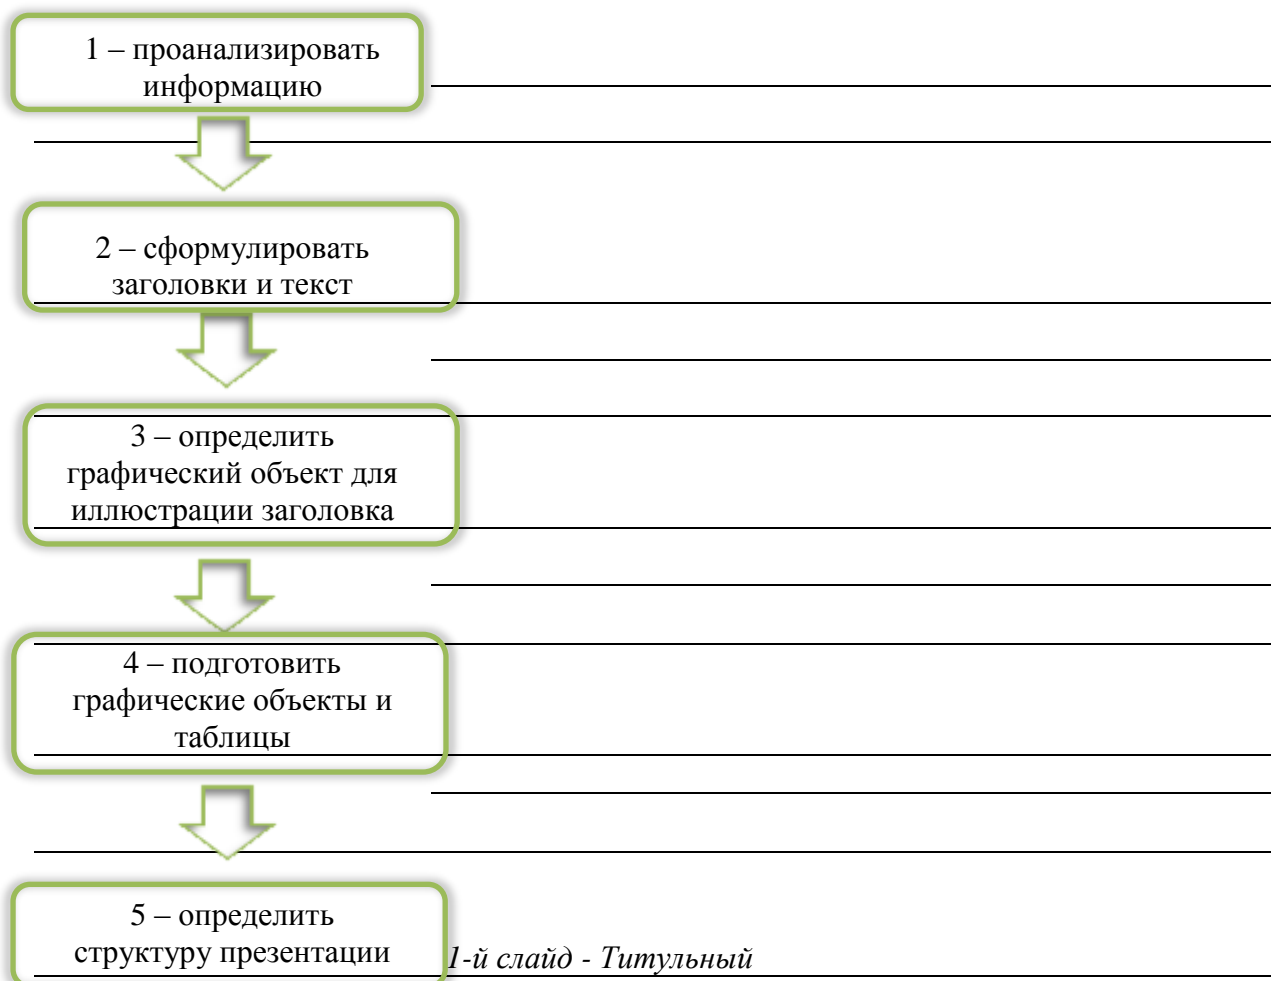 1 – проанализировать
информацию
2 – сформулировать
заголовки и текст
3 – определить
графический объект для
иллюстрации заголовка
4 – подготовить
графические объекты и
таблицы
5 – определить
структуру презентации
1-й слайд - Титульный